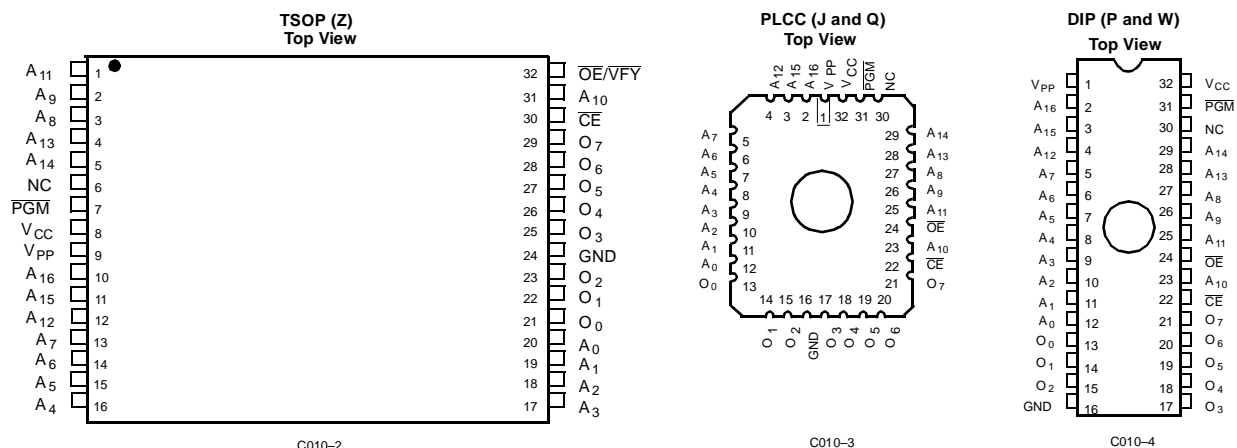 TSOP (Z)
Top View
A11 1
A9 2
A8 3
A13 4
A14 5
NC 6
PGM 7
VCC 8
VPP 9
A16 10
A15 11
A12 12
A7 13
A6 14
A5 15
A4 16
32 OE/VFY
31 A10
30 CE
29 O7
28 O6
27 O5
26 O4
25 O3
24 GND
23 O2
22 O1
21 O0
20 A0
19 A1
18 A2
17 A3
C010–2
PLCC (J and Q)
Top View
A12 A15 A16 VPP VCC PGM NC
4 3 2 1 32 31 30
A7 5
A6 6
A5 7
A4 8
A3 9
A2 10
A1 11
A0 12
O0 13
29 A14
28 A13
27 A8
26 A9
25 A11
24 OE
23 A10
22 CE
21 O7
14 15 16 17 18 19 20
O1 O2 GND O3 O4 O5 O6
C010–3
DIP (P and W)
Top View
VPP 1
A16 2
A15 3
A12 4
A7 5
A6 6
A5 7
A4 8
A3 9
A2 10
A1 11
A0 12
O0 13
O1 14
O2 15
GND 16
32 VCC
31 PGM
30 NC
29 A14
28 A13
27 A8
26 A9
25 A11
24 OE
23 A10
22 CE
21 O7
20 O6
19 O5
18 O4
17 O3
C010–4